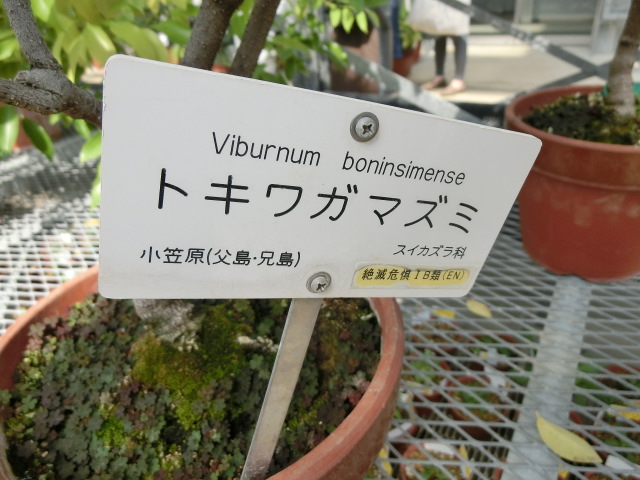 Viburnum boninsimense
トキワガマズミ
小笠原(父島･兄島)
スイカズラ科
絶滅危惧ⅠB類(EN)